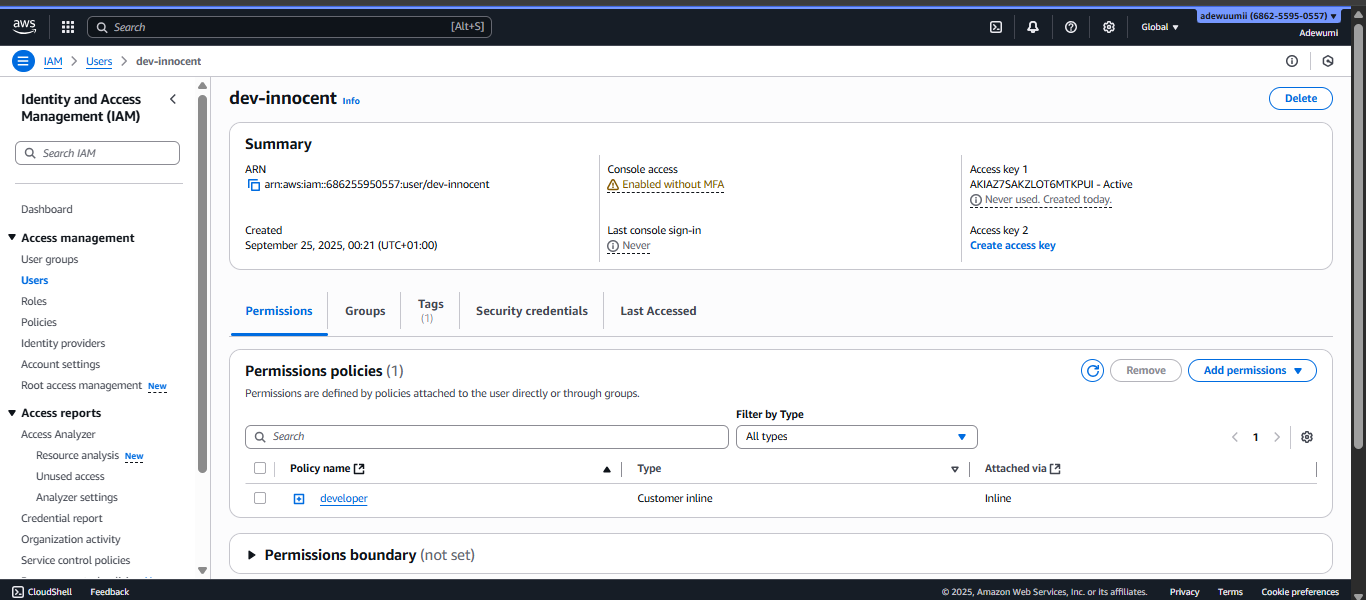 aws
Search [Alt+S]
Global
adewuumii (6862-5595-0557)
Adewumi
IAM
Users
dev-innocent
Identity and Access
Management (IAM)
Search IAM
Dashboard
Access management
User groups
Users
Roles
Policies
Identity providers
Account settings
Root access management New
Access reports
Access Analyzer
Resource analysis New
Unused access
Analyzer settings
Credential report
Organization activity
Service control policies
dev-innocent Info
Delete
Summary
ARN
arn:aws:iam::686255950557:user/dev-innocent
Created
September 25, 2025, 00:21 (UTC+01:00)
Console access
Enabled without MFA
Last console sign-in
Never
Access key 1
AKIAZ7SAKZLOT6MTKPUI - Active
Never used. Created today.
Access key 2
Create access key
Permissions
Groups
Tags
(1)
Security credentials
Last Accessed
Permissions policies (1)
Remove
Add permissions
Permissions are defined by policies attached to the user directly or through groups.
Filter by Type
Search
All types
1
Policy name
Type
Attached via
developer
Customer inline
Inline
Permissions boundary (not set)
CloudShell
Feedback
© 2025, Amazon Web Services, Inc. or its affiliates.
Privacy
Terms
Cookie preferences